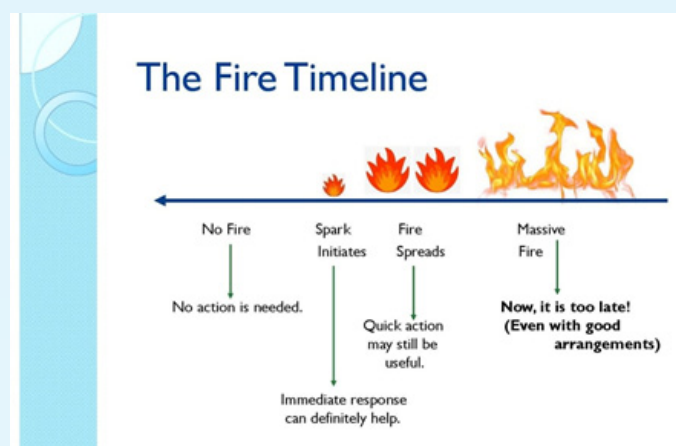 The Fire Timeline
No Fire
Spark
Initiates
Fire
Spreads
Massive
Fire
No action is needed.
Immediate response
can definitely help.
Quick action
may still be
useful.
Now, it is too late!
(Even with good
arrangements)